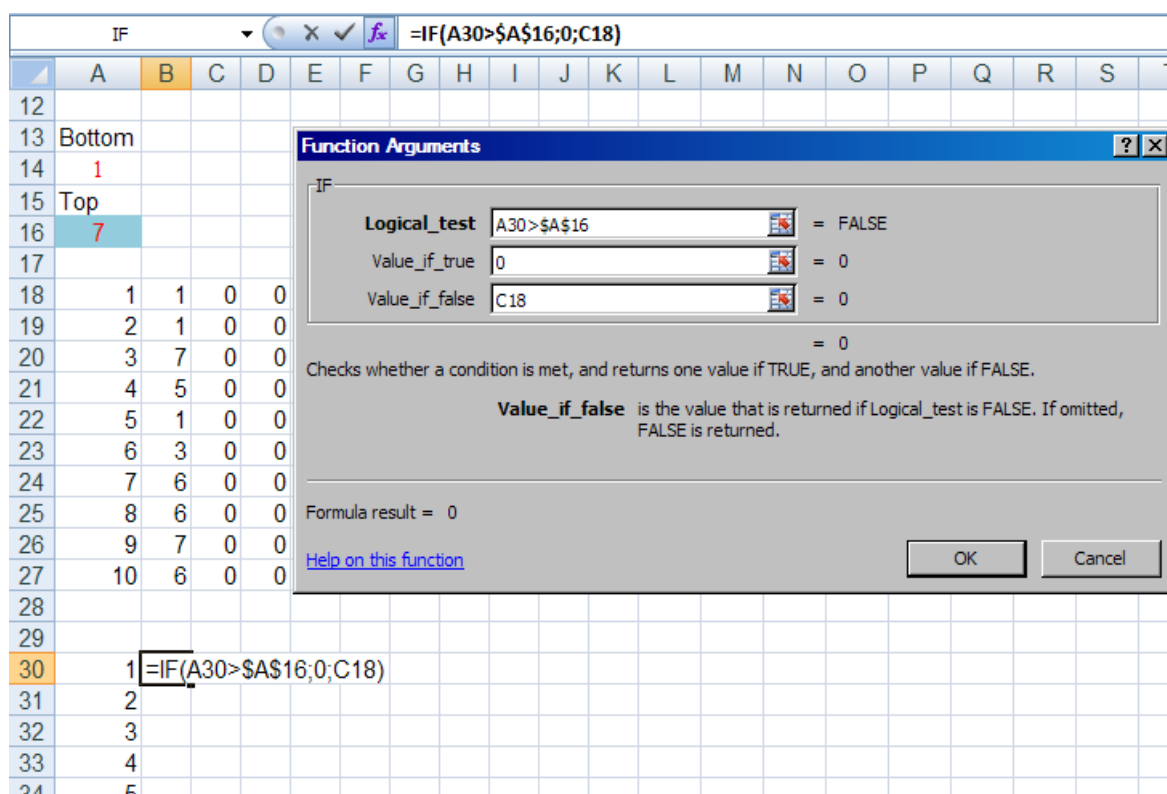 IF fx =IF(A30>$A$16;0;C18)
A B C D E F G H I J K L M N O P Q R S
12
13 Bottom
14 1
15 Top
16 7
17
18 1 1 0 0
19 2 1 0 0
20 3 7 0 0
21 4 5 0 0
22 5 1 0 0
23 6 3 0 0
24 7 6 0 0
25 8 6 0 0
26 9 7 0 0
27 10 6 0 0
28
29
30 1 =IF(A30>$A$16;0;C18)
31 2
32 3
33 4
34 5
Function Arguments ? X
IF
Logical_test A30>$A$16 = FALSE
Value_if_true 0 = 0
Value_if_false C18 = 0
= 0
Checks whether a condition is met, and returns one value if TRUE, and another value if FALSE.
Value_if_false is the value that is returned if Logical_test is FALSE. If omitted,
FALSE is returned.
Formula result = 0
Help on this function
OK Cancel